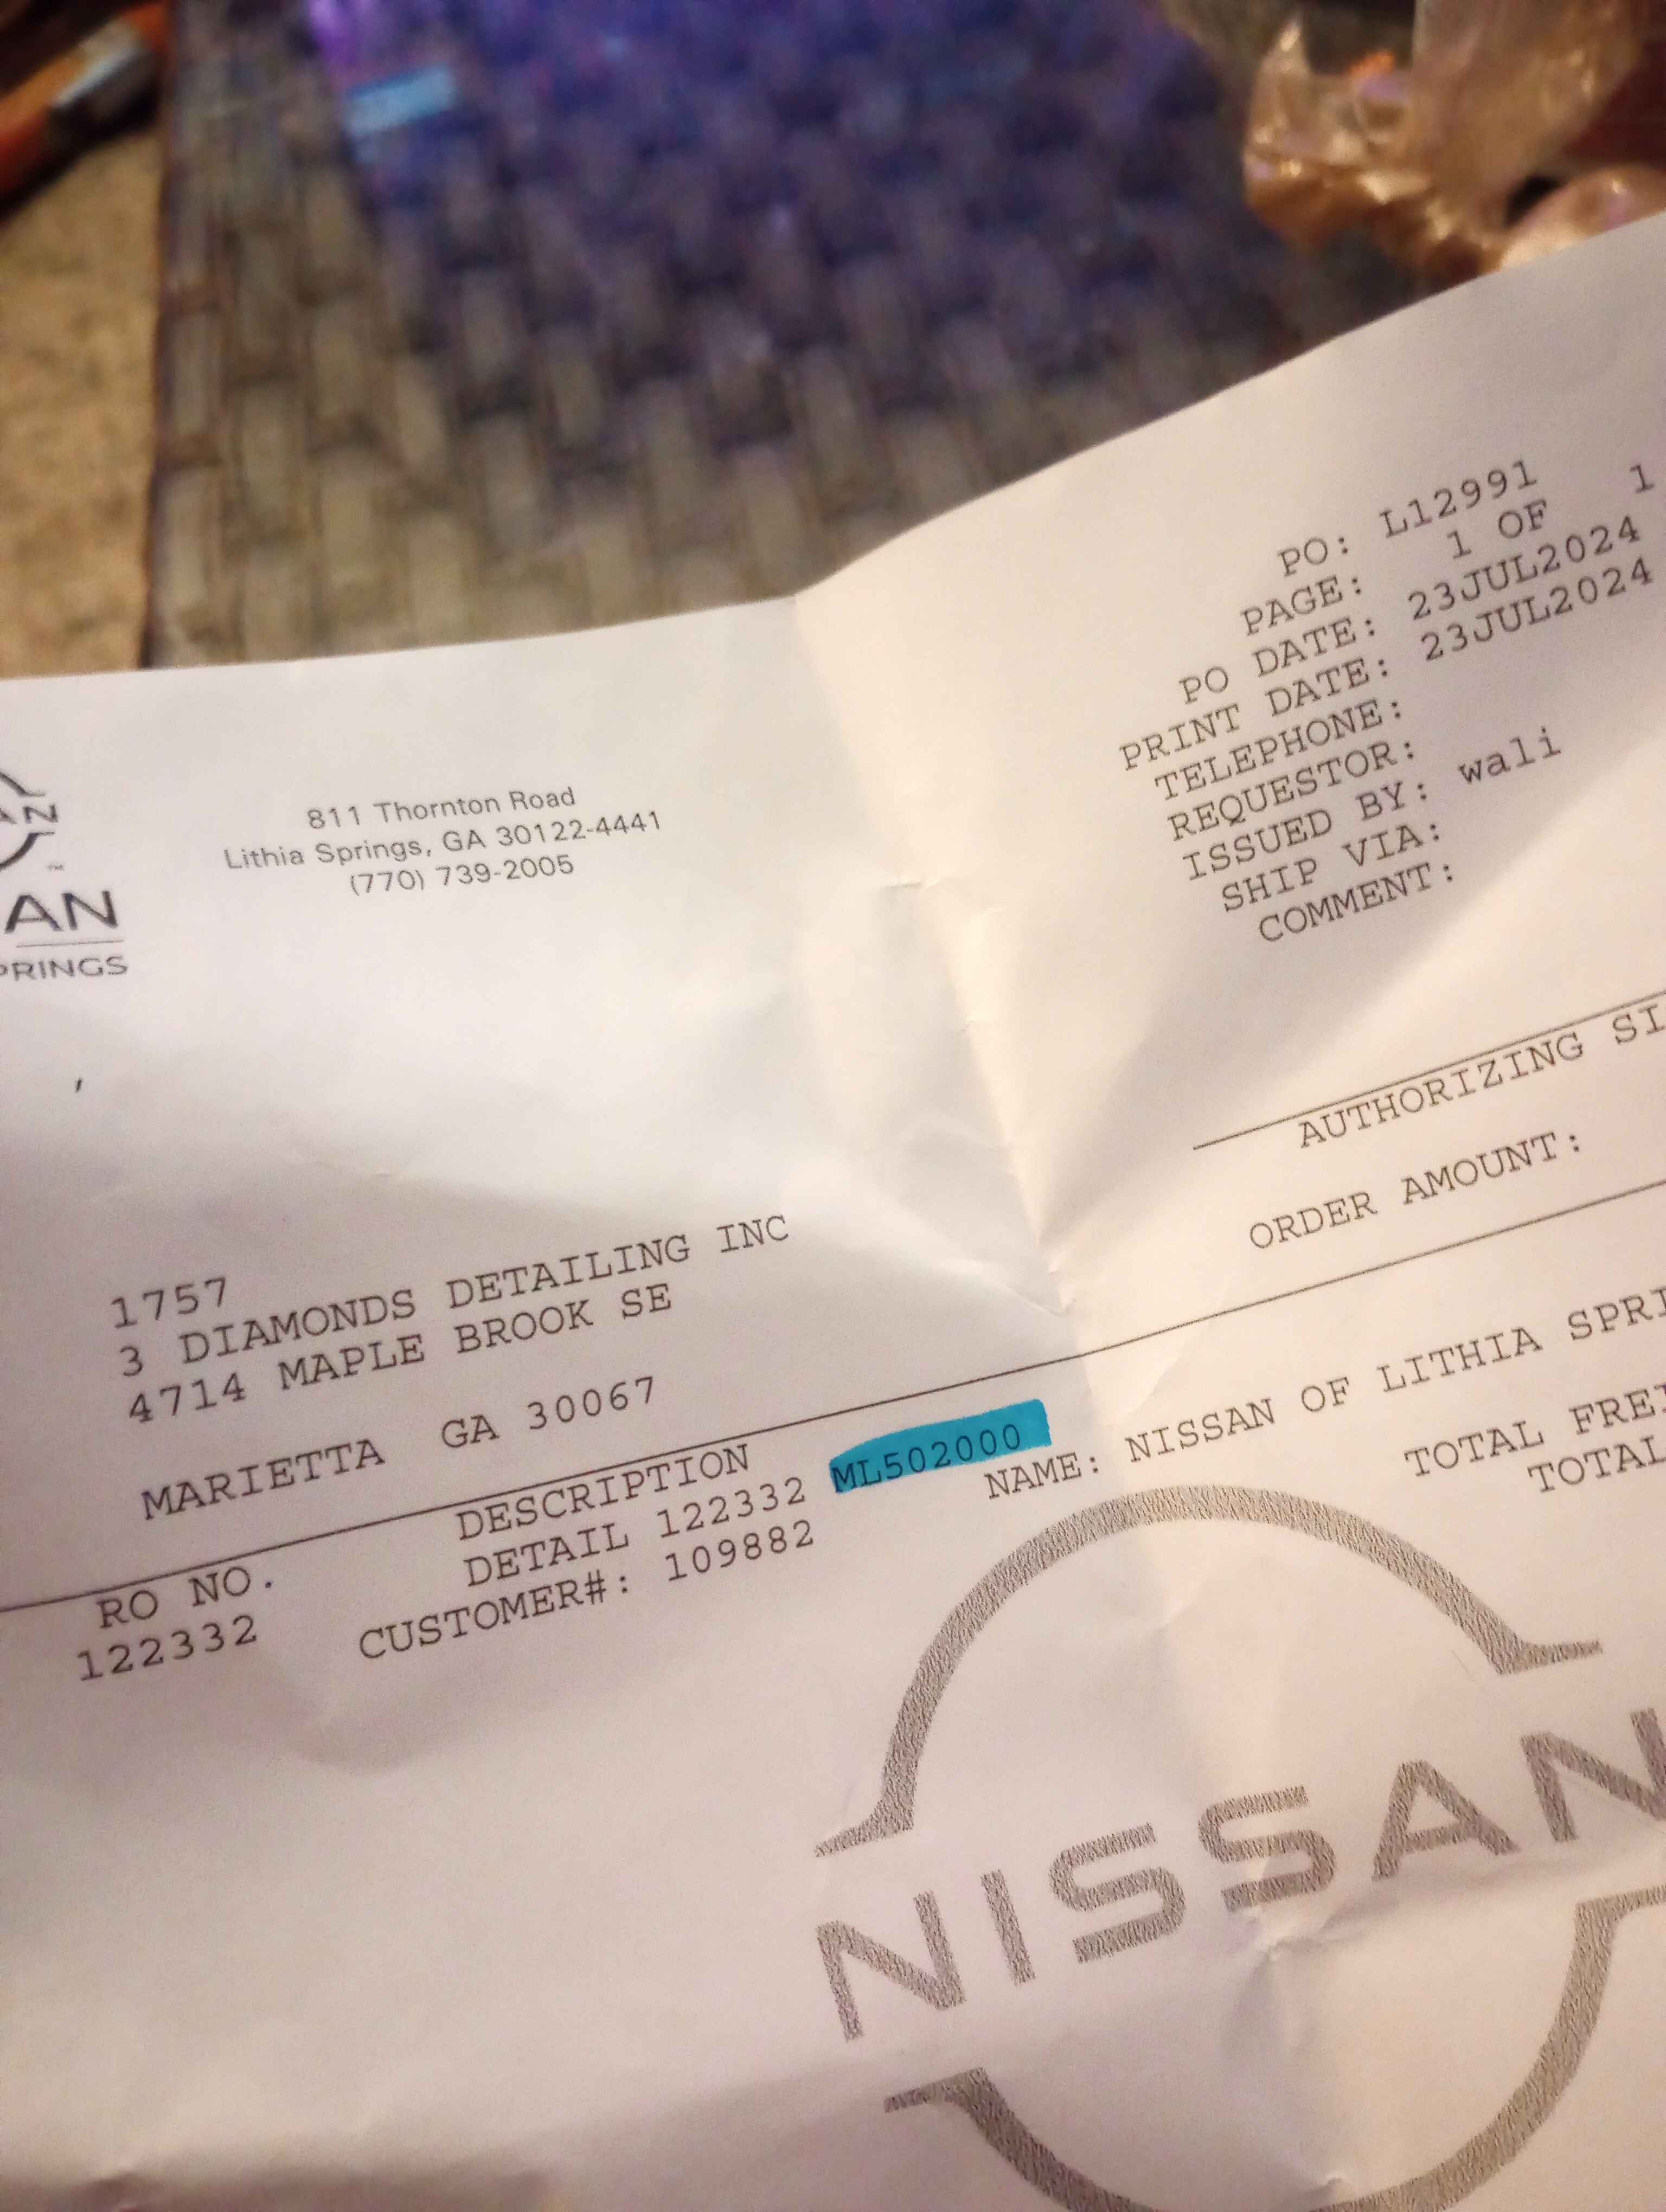 AN
AN
PRINGS
811 Thornton Road
Lithia Springs, GA 30122-4441
(770) 739-2005
PO: L12991
PAGE: 1 OF 1
PO DATE: 23JUL2024
PRINT DATE: 23JUL2024
TELEPHONE:
REQUESTOR:
ISSUED BY: wali
SHIP VIA:
COMMENT:
AUTHORIZING SI
ORDER AMOUNT:
1757
3 DIAMONDS DETAILING INC
4714 MAPLE BROOK SE
MARIETTA GA 30067
RO NO. DESCRIPTION
122332 DETAIL 122332 ML502000
CUSTOMER#: 109882 NAME: NISSAN OF LITHIA SPRI
TOTAL FREI
TOTAL
NISSAN